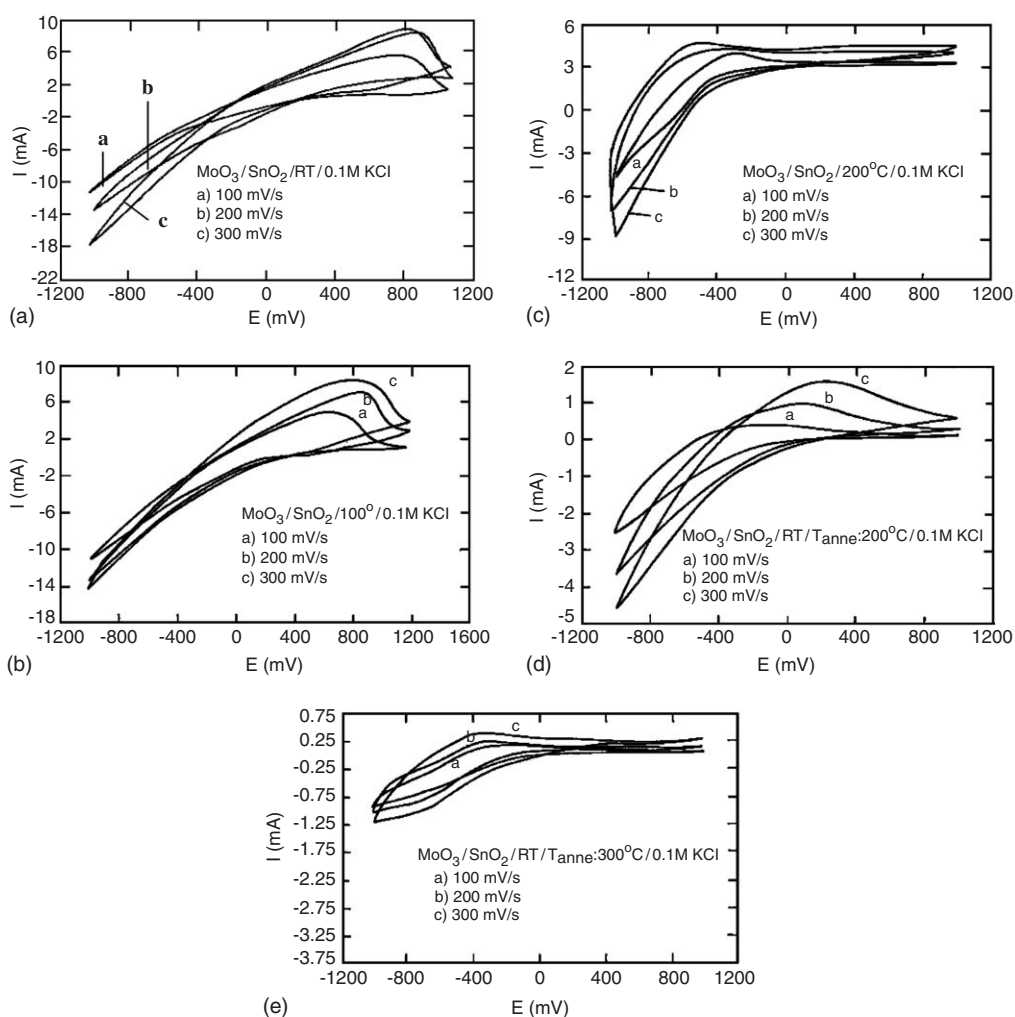 10
6
2
-2
-6
-10
-14
-18
-22
I (mA)
a
b
c
MoO3/SnO2/RT/0.1M KCl
a) 100 mV/s
b) 200 mV/s
c) 300 mV/s
-1200 -800 -400 0 400 800 1200
E (mV)
(a)
6
3
0
-3
-6
-9
-12
I (mA)
a
b
c
MoO3/SnO2/200°C/0.1M KCl
a) 100 mV/s
b) 200 mV/s
c) 300 mV/s
-1200 -800 -400 0 400 800 1200
E (mV)
(c)
10
6
2
-2
-6
-10
-14
-18
I (mA)
c
b
a
MoO3/SnO2/100°/0.1M KCl
a) 100 mV/s
b) 200 mV/s
c) 300 mV/s
-1200 -800 -400 0 400 800 1200 1600
E (mV)
(b)
2
1
0
-1
-2
-3
-4
-5
I (mA)
c
b
a
MoO3/SnO2/RT/Tanne:200°C/0.1M KCl
a) 100 mV/s
b) 200 mV/s
c) 300 mV/s
-1200 -800 -400 0 400 800 1200
E (mV)
(d)
0.75
0.25
-0.25
-0.75
-1.25
-1.75
-2.25
-2.75
-3.25
-3.75
I (mA)
c
b
a
MoO3/SnO2/RT/Tanne:300°C/0.1M KCl
a) 100 mV/s
b) 200 mV/s
c) 300 mV/s
-1200 -800 -400 0 400 800 1200
E (mV)
(e)